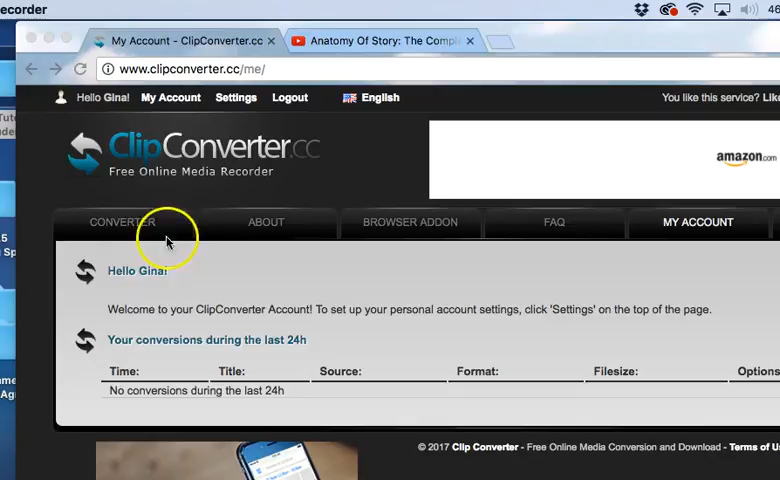 ecorder
46
My Account - ClipConverter.cc
Anatomy Of Story: The Comple
www.clipconverter.cc/me/
Hello Gina! My Account Settings Logout English You like this service? Lik
ClipConverter.cc
Free Online Media Recorder
amazon.com
CONVERTER ABOUT BROWSER ADDON FAQ MY ACCOUNT
Hello Gina!
Welcome to your ClipConverter Account! To set up your personal account settings, click 'Settings' on the top of the page.
Your conversions during the last 24h
Time: Title: Source: Format: Filesize: Options
No conversions during the last 24h
© 2017 Clip Converter - Free Online Media Conversion and Download - Terms of U